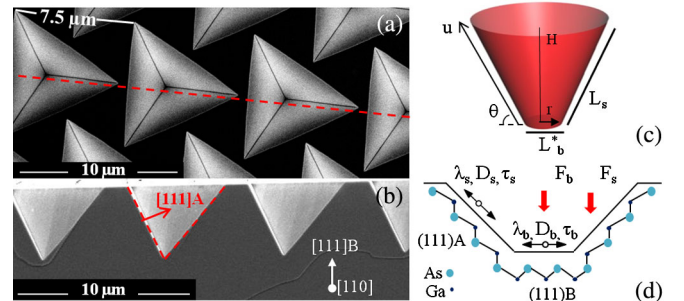 7.5 μm
(a)
10 μm
[111]A
(b)
[111]B
[110]
10 μm
u
H
θ
r
L_s
L*_b
(c)
λ_s, D_s, τ_s
F_b
F_s
λ_b, D_b, τ_b
(111)A
As
Ga
(111)B
(d)